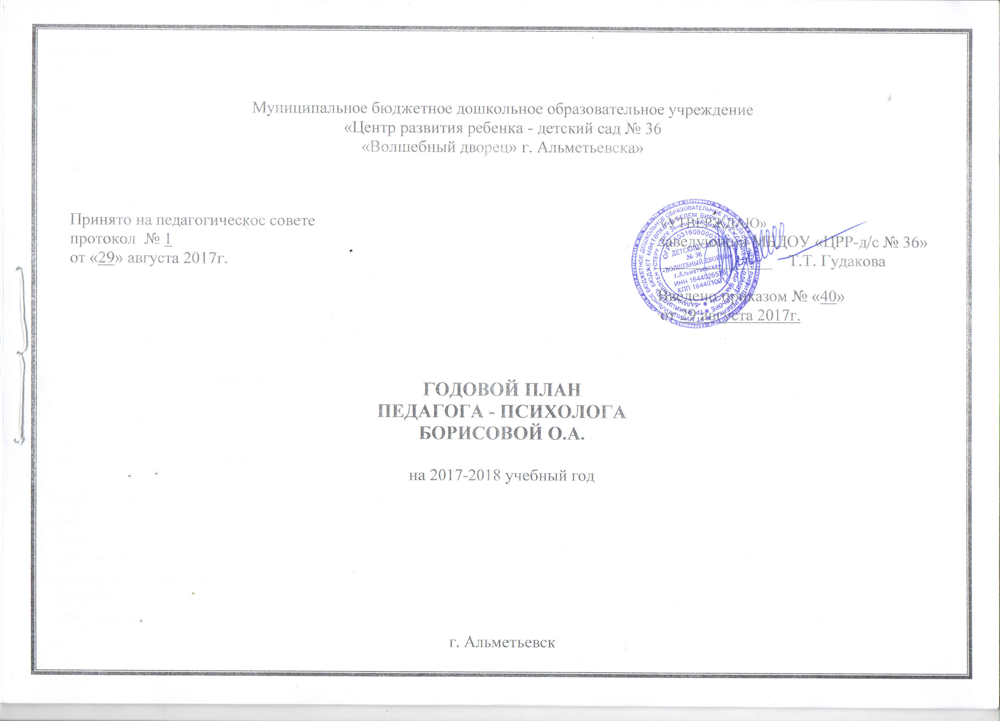 Муниципальное бюджетное дошкольное образовательное учреждение
«Центр развития ребенка - детский сад № 36
«Волшебный дворец» г. Альметьевска»
Принято на педагогическос совете
протокол № 1
от «29» августа 2017г.
«УТВЕРЖДАЮ»
заведующий МБДОУ «ЦРР-д/с № 36»
Т.Т. Гудакова
Введено приказом № «40»
от 29 августа 2017г.
ДЕТСКИЙ САД
№ 36
«ВОЛШЕБНЫЙ ДВОРЕЦ»
г.Альметьевска»
ИНН 1644026578
КПП 164401001
ГОДОВОЙ ПЛАН
ПЕДАГОГА - ПСИХОЛОГА
БОРИСОВОЙ О.А.
на 2017-2018 учебный год
г. Альметьевск